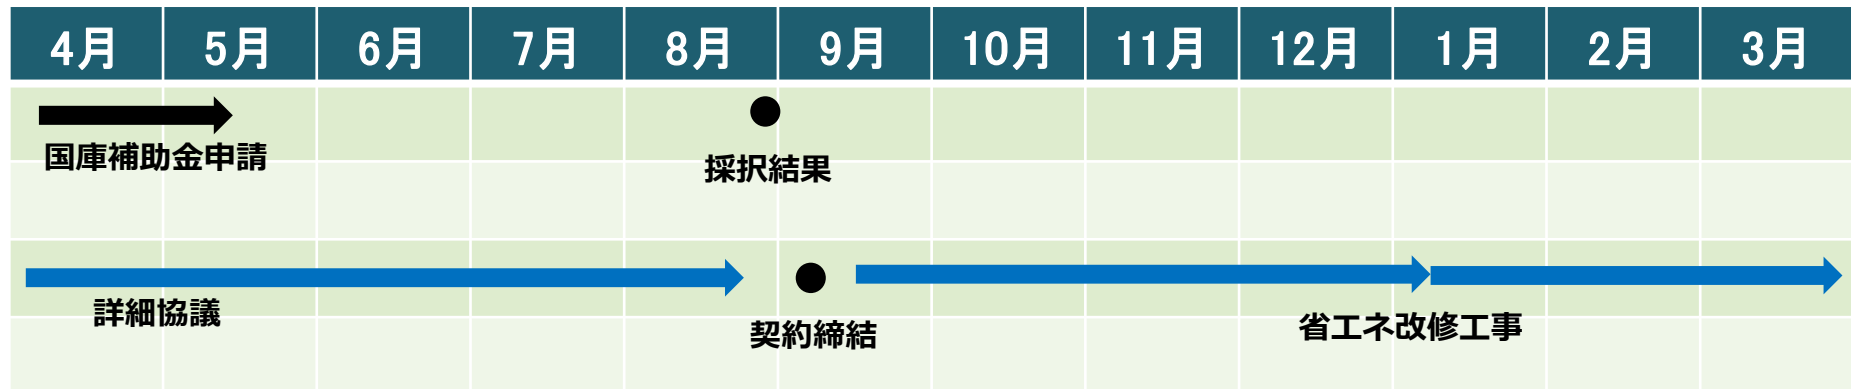 4月 5月 6月 7月 8月 9月 10月 11月 12月 1月 2月 3月
国庫補助金申請
採択結果
詳細協議
契約締結
省エネ改修工事